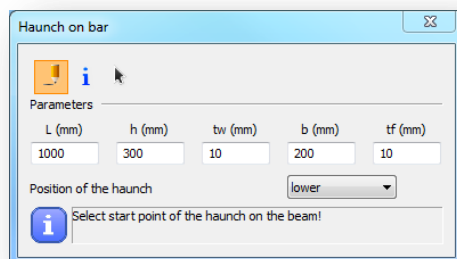 Haunch on bar
i
Parameters
L (mm) h (mm) tw (mm) b (mm) tf (mm)
1000 300 10 200 10
Position of the haunch lower
i Select start point of the haunch on the beam!